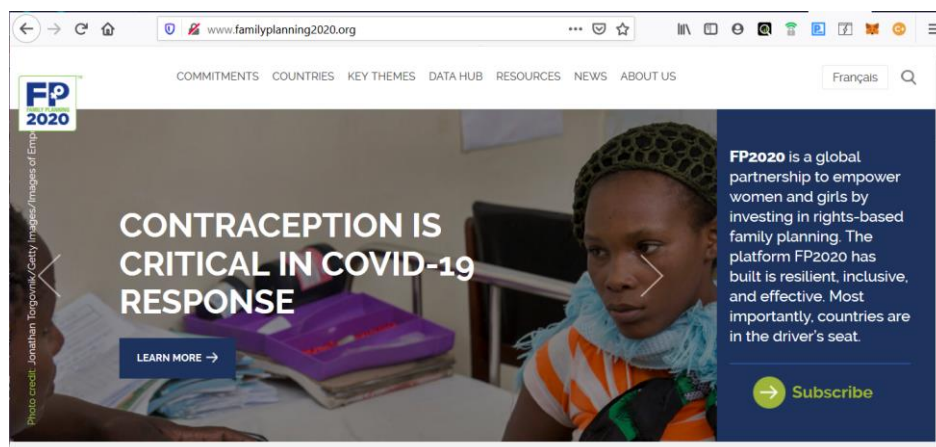 www.familyplanning2020.org
COMMITMENTS COUNTRIES KEY THEMES DATA HUB RESOURCES NEWS ABOUT US
Français
FP
FAMILY PLANNING
2020
CONTRACEPTION IS
CRITICAL IN COVID-19
RESPONSE
LEARN MORE →
FP2020 is a global
partnership to empower
women and girls by
investing in rights-based
family planning. The
platform FP2020 has
built is resilient, inclusive,
and effective. Most
importantly, countries are
in the driver's seat.
Subscribe
Photo credit: Jonathan Torgovnik/Getty Images/Images of Empo